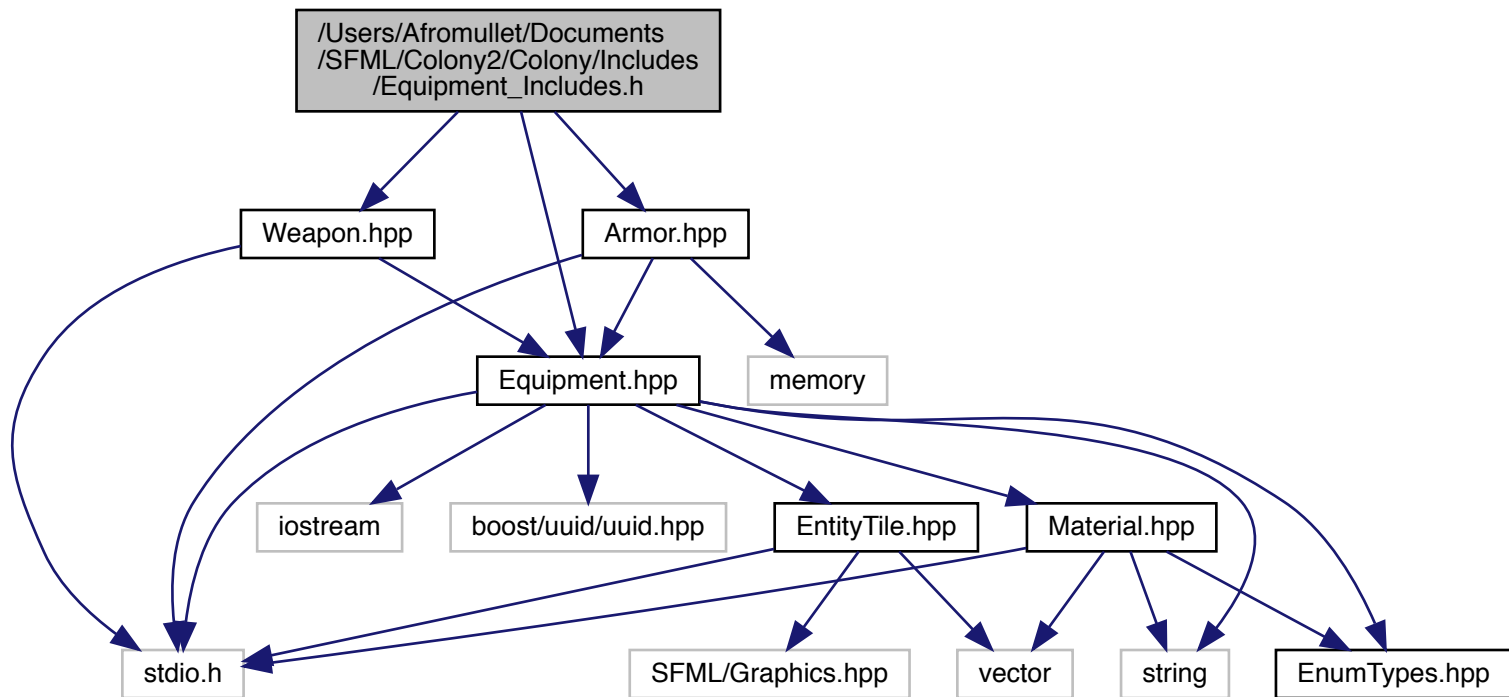 /Users/Afromullet/Documents
/SFML/Colony2/Colony/Includes
/Equipment_Includes.h
Weapon.hpp
Armor.hpp
Equipment.hpp
memory
iostream
boost/uuid/uuid.hpp
EntityTile.hpp
Material.hpp
stdio.h
SFML/Graphics.hpp
vector
string
EnumTypes.hpp